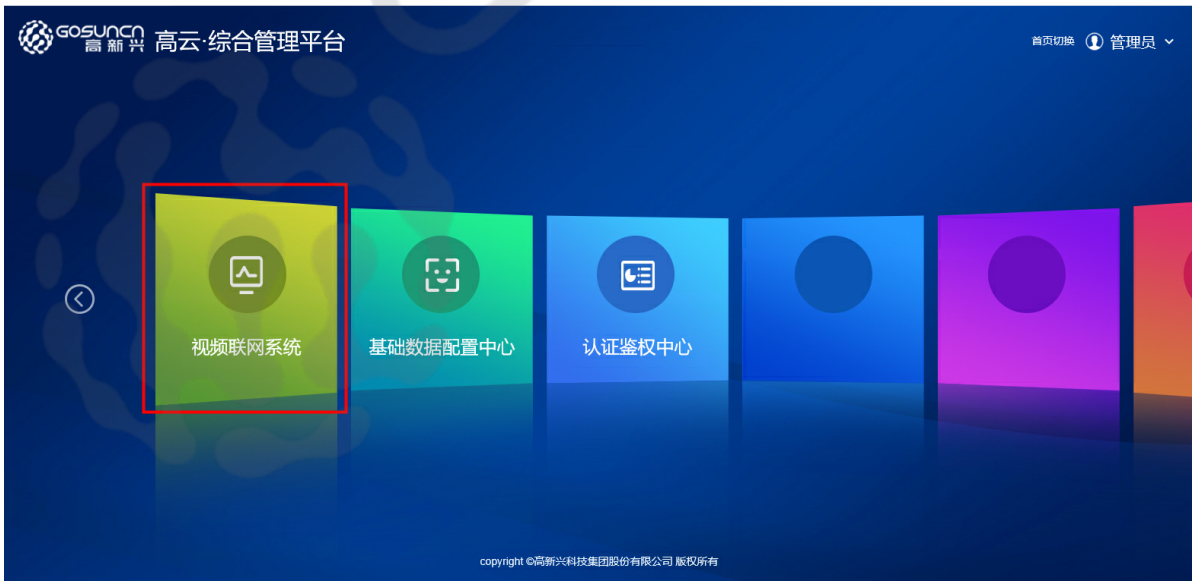 GOSUNCN
高新兴
高云·综合管理平台
首页切换
管理员
视频联网系统
基础数据配置中心
认证鉴权中心
copyright ©高新兴科技集团股份有限公司 版权所有